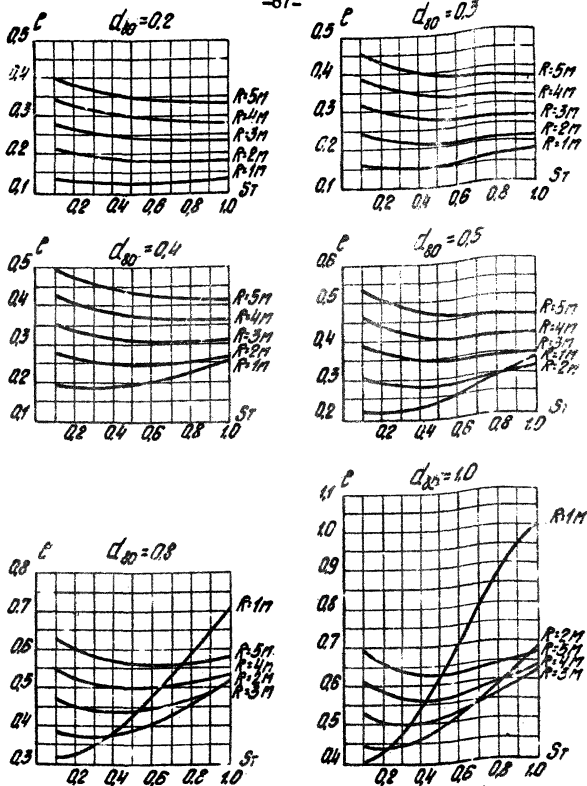 -67-
e d80=0,2
0,5
0,4
0,3
0,2
0,1
R=5м
R=4м
R=3м
R=2м
R=1м
Sт
0,2 0,4 0,6 0,8 1.0
d80=0,3
e
0,5
0,4
0,3
0,2
0,1
R=5м
R=4м
R=3м
R=2м
R=1м
Sт
0,2 0,4 0,6 0,8 1.0
e d80=0,4
0,5
0,4
0,3
0,2
0,1
R=5м
R=4м
R=3м
R=2м
R=1м
Sт
0,2 0,4 0,6 0,8 1.0
e d80=0,5
0,6
0,5
0,4
0,3
0,2
R=5м
R=4м
R=3м
R=1м
R=2м
Sт
0,2 0,4 0,6 0,8 1.0
e d80=0,8
0,8
0,7
0,6
0,5
0,4
0,3
R=1м
R=5м
R=4м
R=2м
R=3м
Sт
0,2 0,4 0,6 0,8 1.0
e d80=1.0
1,1
1.0
0,9
0,8
0,7
0,6
0,5
0,4
R=1м
R=2м
R=5м
R=4м
R=3м
Sт
0,2 0,4 0,6 0,8 1.0